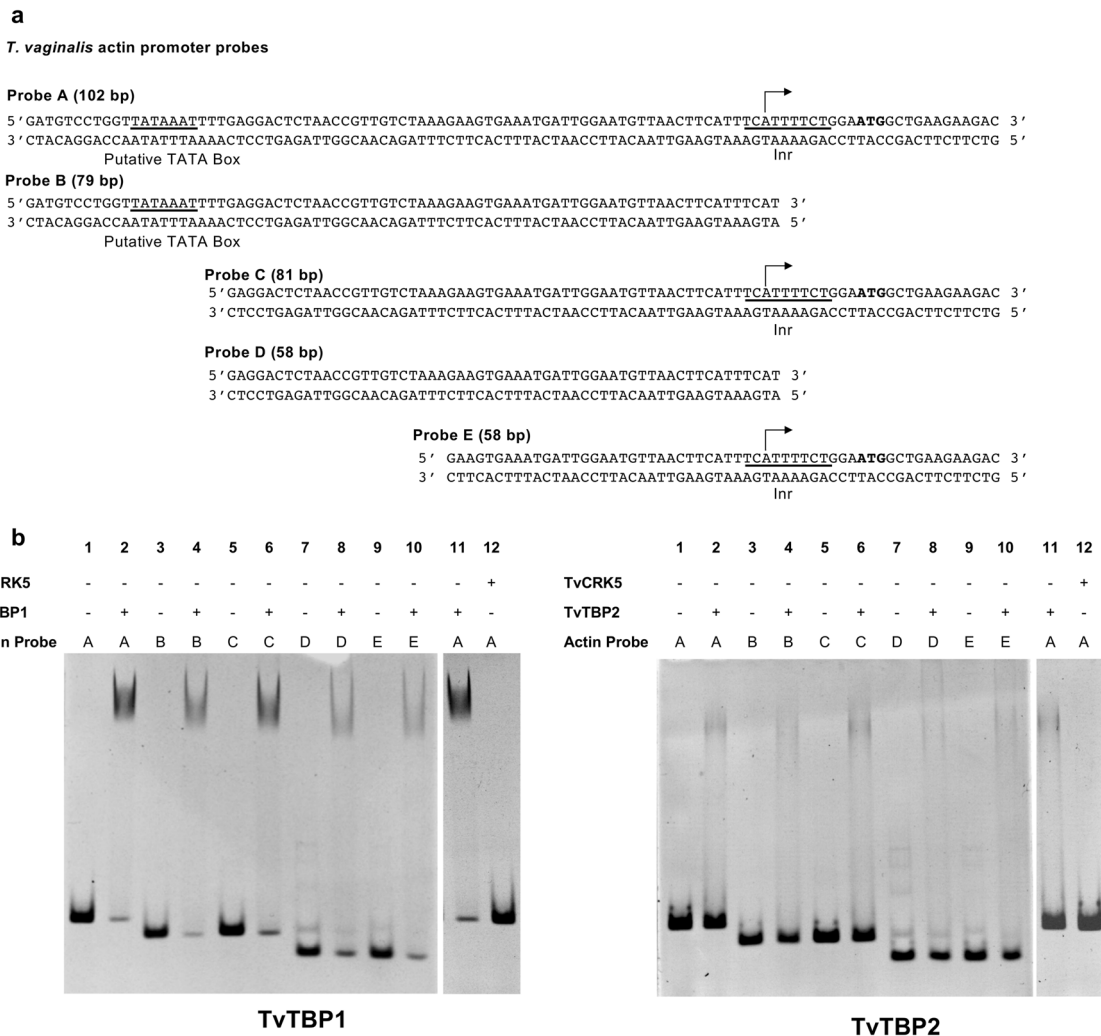 a
T. vaginalis actin promoter probes
Probe A (102 bp)
5′GATGTCCTGGTTATAAATTTTGAGGACTCTAACCGTTGTCTAAAGAAGTGAAATGATTGGAATGTTAACTTCATTTCATTTTCTGGAATGGCTGAAGAAGAC 3′
3′CTACAGGACCAATATTTAAAACTCCTGAGATTGGCAACAGATTTCTTCACTTTACTAACCTTACAATTGAAGTAAAGTAAAAGACCTTACCGACTTCTTCTG 5′
Putative TATA Box Inr
Probe B (79 bp)
5′GATGTCCTGGTTATAAATTTTGAGGACTCTAACCGTTGTCTAAAGAAGTGAAATGATTGGAATGTTAACTTCATTTCAT 3′
3′CTACAGGACCAATATTTAAAACTCCTGAGATTGGCAACAGATTTCTTCACTTTACTAACCTTACAATTGAAGTAAAGTA 5′
Putative TATA Box
Probe C (81 bp)
5′GAGGACTCTAACCGTTGTCTAAAGAAGTGAAATGATTGGAATGTTAACTTCATTTCATTTTCTGGAATGGCTGAAGAAGAC 3′
3′CTCCTGAGATTGGCAACAGATTTCTTCACTTTACTAACCTTACAATTGAAGTAAAGTAAAAGACCTTACCGACTTCTTCTG 5′
Inr
Probe D (58 bp)
5′GAGGACTCTAACCGTTGTCTAAAGAAGTGAAATGATTGGAATGTTAACTTCATTTCAT 3′
3′CTCCTGAGATTGGCAACAGATTTCTTCACTTTACTAACCTTACAATTGAAGTAAAGTA 5′
Probe E (58 bp)
5′ GAAGTGAAATGATTGGAATGTTAACTTCATTTCATTTTCTGGAATGGCTGAAGAAGAC 3′
3′ CTTCACTTTACTAACCTTACAATTGAAGTAAAGTAAAAGACCTTACCGACTTCTTCTG 5′
Inr
b
1 2 3 4 5 6 7 8 9 10 11 12
RK5 - - - - - - - - - - - +
BP1 - + - + - + - + - + + -
n Probe A A B B C C D D E E A A
TvTBP1
1 2 3 4 5 6 7 8 9 10 11 12
TvCRK5 - - - - - - - - - - - +
TvTBP2 - + - + - + - + - + + -
Actin Probe A A B B C C D D E E A A
TvTBP2